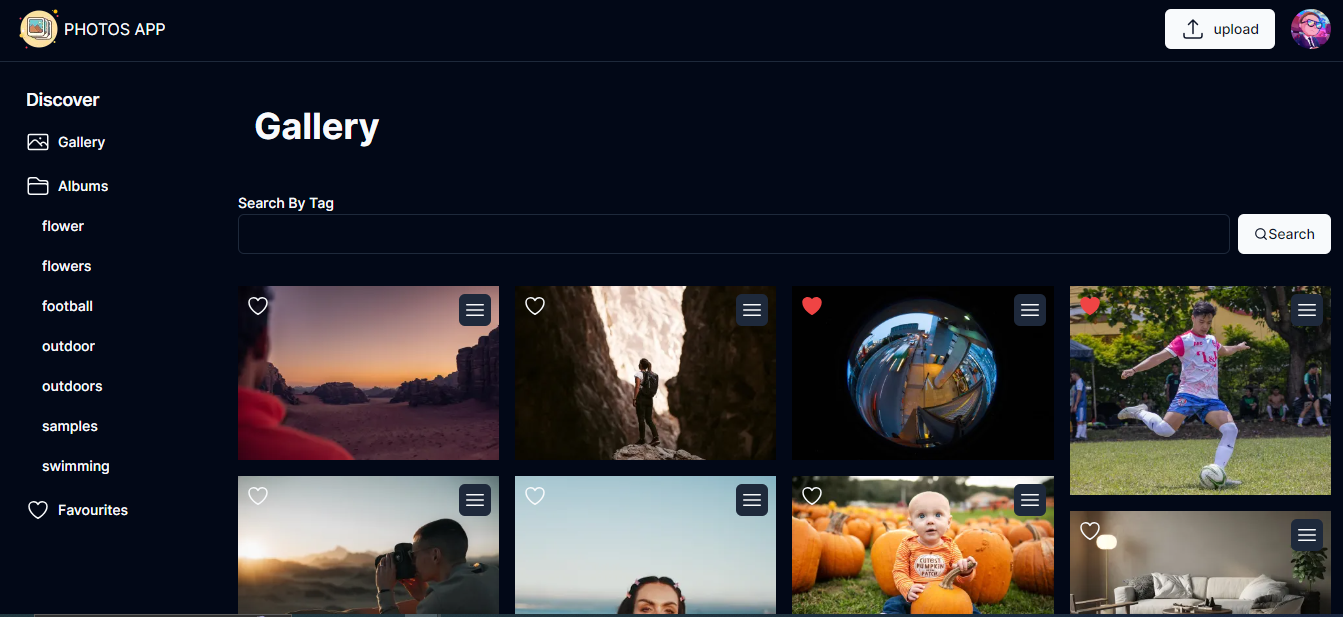 PHOTOS APP
upload
Discover
Gallery
Albums
flower
flowers
football
outdoor
outdoors
samples
swimming
Favourites
Gallery
Search By Tag
Search
CUTEST
PUMPKIN
IN THE
PATCH